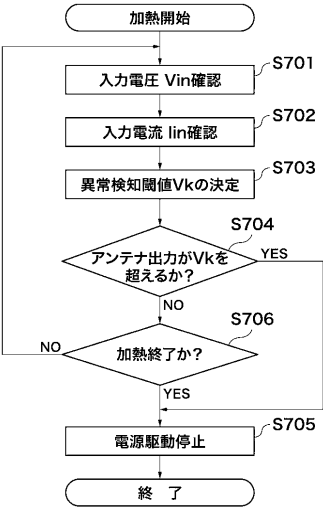 加熱開始
S701
入力電圧 Vin確認
S702
入力電流 Iin確認
S703
異常検知閾値Vkの決定
S704
アンテナ出力がVkを
超えるか?
YES
NO
S706
加熱終了か?
NO
YES
S705
電源駆動停止
終 了